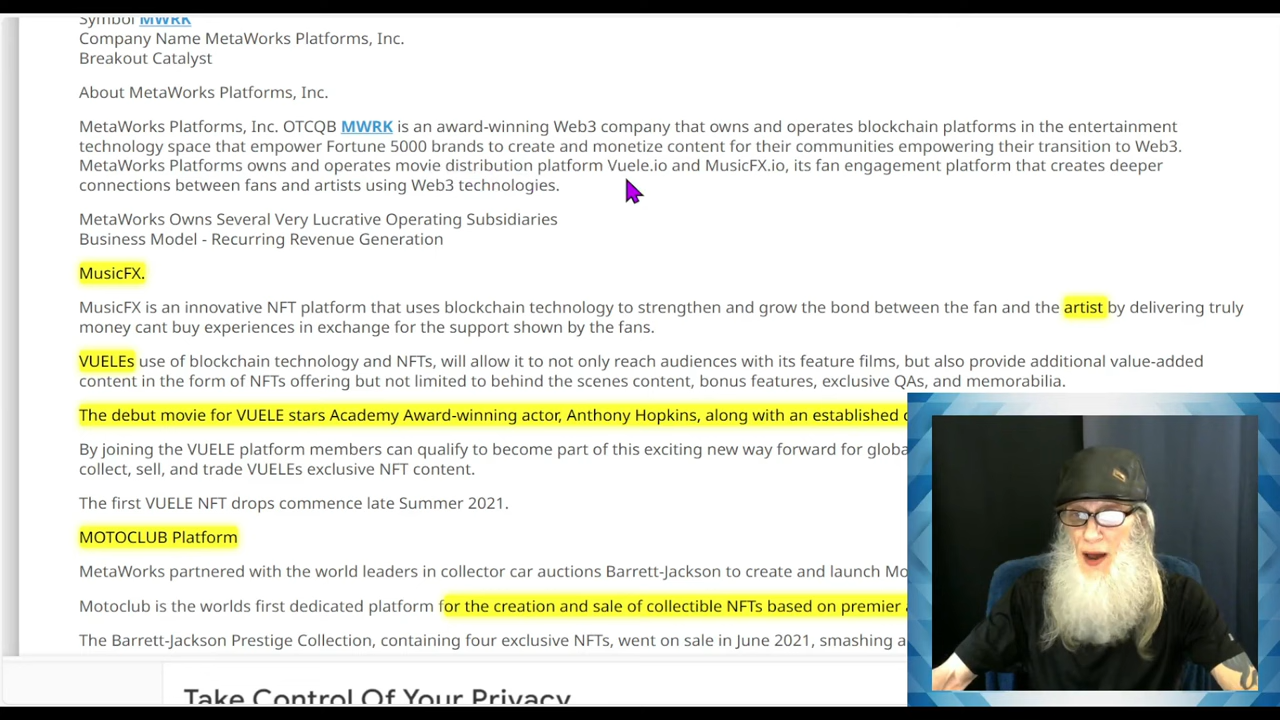 Symbol MWRK
Company Name MetaWorks Platforms, Inc.
Breakout Catalyst
About MetaWorks Platforms, Inc.
MetaWorks Platforms, Inc. OTCQB MWRK is an award-winning Web3 company that owns and operates blockchain platforms in the entertainment
technology space that empower Fortune 5000 brands to create and monetize content for their communities empowering their transition to Web3.
MetaWorks Platforms owns and operates movie distribution platform Vuele.io and MusicFX.io, its fan engagement platform that creates deeper
connections between fans and artists using Web3 technologies.
MetaWorks Owns Several Very Lucrative Operating Subsidiaries
Business Model - Recurring Revenue Generation
MusicFX.
MusicFX is an innovative NFT platform that uses blockchain technology to strengthen and grow the bond between the fan and the artist by delivering truly
money cant buy experiences in exchange for the support shown by the fans.
VUELEs use of blockchain technology and NFTs, will allow it to not only reach audiences with its feature films, but also provide additional value-added
content in the form of NFTs offering but not limited to behind the scenes content, bonus features, exclusive QAs, and memorabilia.
The debut movie for VUELE stars Academy Award-winning actor, Anthony Hopkins, along with an established
By joining the VUELE platform members can qualify to become part of this exciting new way forward for globa
collect, sell, and trade VUELEs exclusive NFT content.
The first VUELE NFT drops commence late Summer 2021.
MOTOCLUB Platform
MetaWorks partnered with the world leaders in collector car auctions Barrett-Jackson to create and launch Mo
Motoclub is the worlds first dedicated platform for the creation and sale of collectible NFTs based on premier
The Barrett-Jackson Prestige Collection, containing four exclusive NFTs, went on sale in June 2021, smashing
Take Control Of Your Privacy